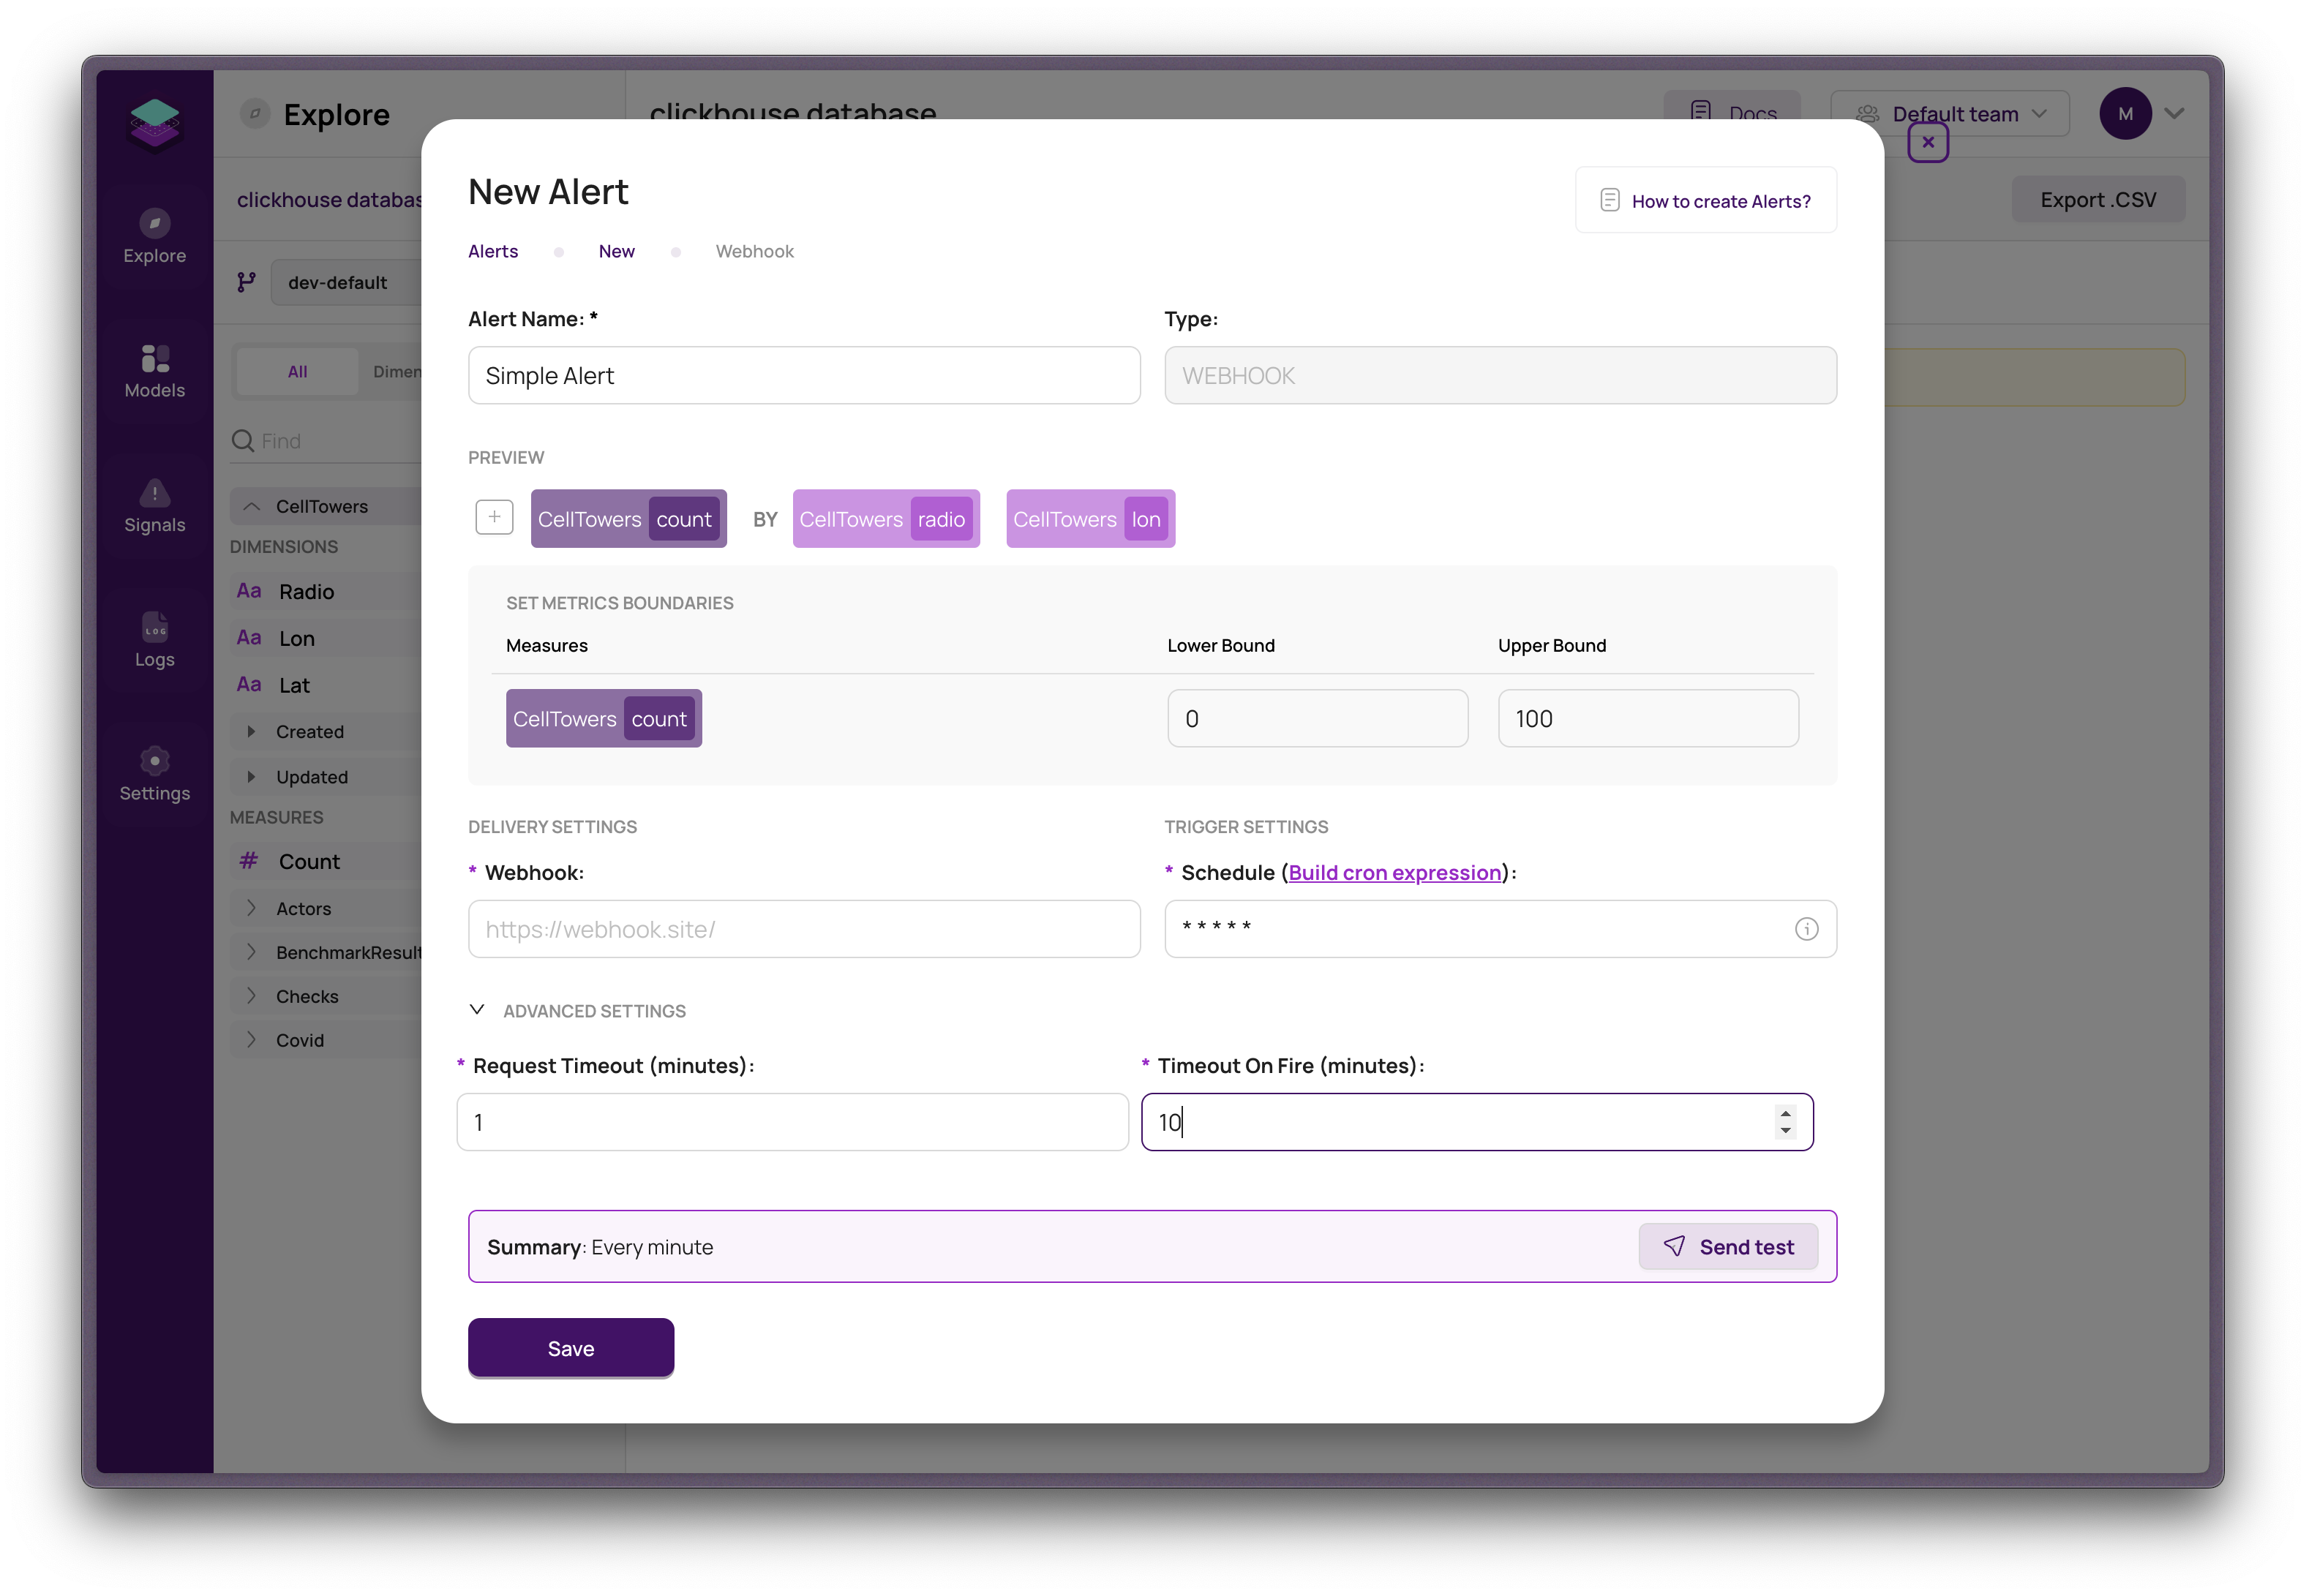 Explore
clickhouse database
Docs
Default team
M
Explore
Models
Signals
LOG
Logs
Settings
clickhouse databas
Export .CSV
dev-default
All
Dimen
Find
CellTowers
DIMENSIONS
Aa Radio
Aa Lon
Aa Lat
Created
Updated
MEASURES
# Count
Actors
BenchmarkResult
Checks
Covid
New Alert
How to create Alerts?
Alerts
New
Webhook
Alert Name: *
Type:
Simple Alert
WEBHOOK
PREVIEW
CellTowers count BY CellTowers radio CellTowers lon
SET METRICS BOUNDARIES
Measures
Lower Bound
Upper Bound
CellTowers count
0
100
DELIVERY SETTINGS
TRIGGER SETTINGS
* Webhook:
* Schedule (Build cron expression):
https://webhook.site/
* * * * *
ADVANCED SETTINGS
* Request Timeout (minutes):
* Timeout On Fire (minutes):
1
10
Summary: Every minute
Send test
Save